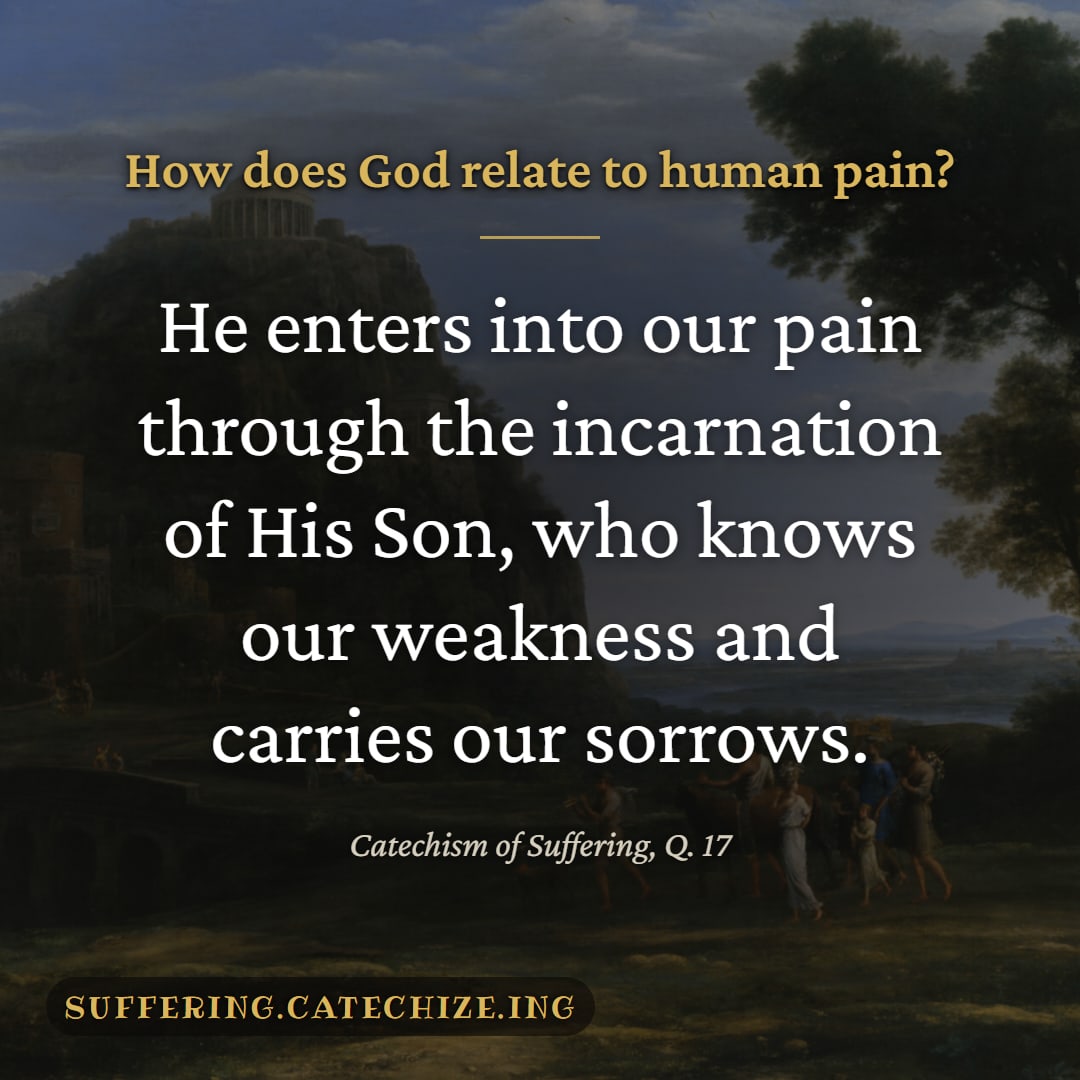 How does God relate to human pain?
He enters into our pain
through the incarnation
of His Son, who knows
our weakness and
carries our sorrows.
Catechism of Suffering, Q. 17
SUFFERING.CATECHIZE.ING